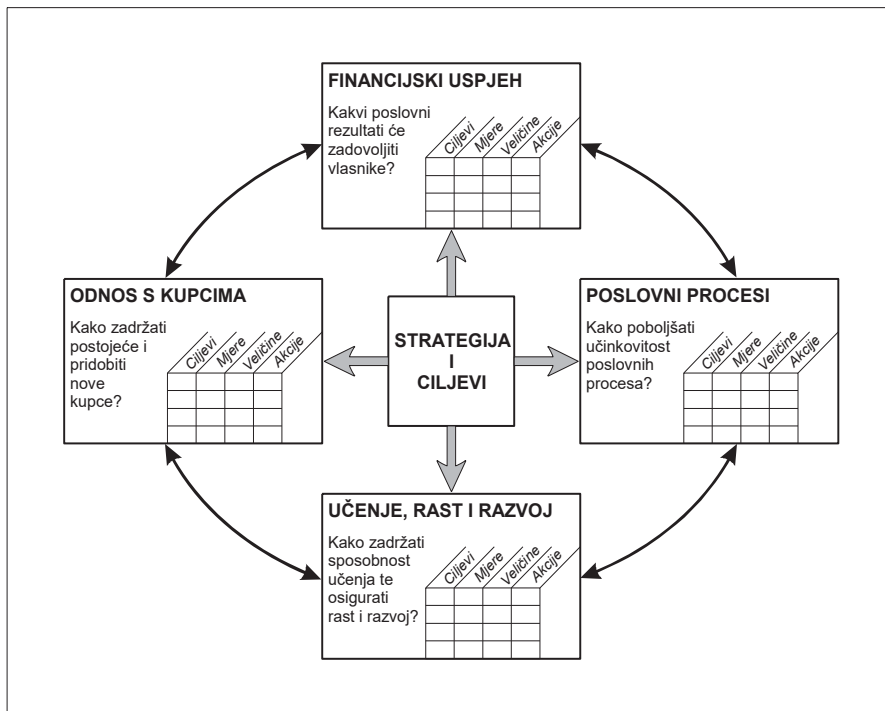 FINANCIJSKI USPJEH
Kakvi poslovni
rezultati će
zadovoljiti
vlasnike?
Ciljevi
Mjere
Veličine
Akcije
ODNOS S KUPCIMA
Kako zadržati
postojeće i
pridobiti
nove
kupce?
Ciljevi
Mjere
Veličine
Akcije
STRATEGIJA
I
CILJEVI
POSLOVNI PROCESI
Kako poboljšati
učinkovitost
poslovnih
procesa?
Ciljevi
Mjere
Veličine
Akcije
UČENJE, RAST I RAZVOJ
Kako zadržati
sposobnost
učenja te
osigurati
rast i razvoj?
Ciljevi
Mjere
Veličine
Akcije